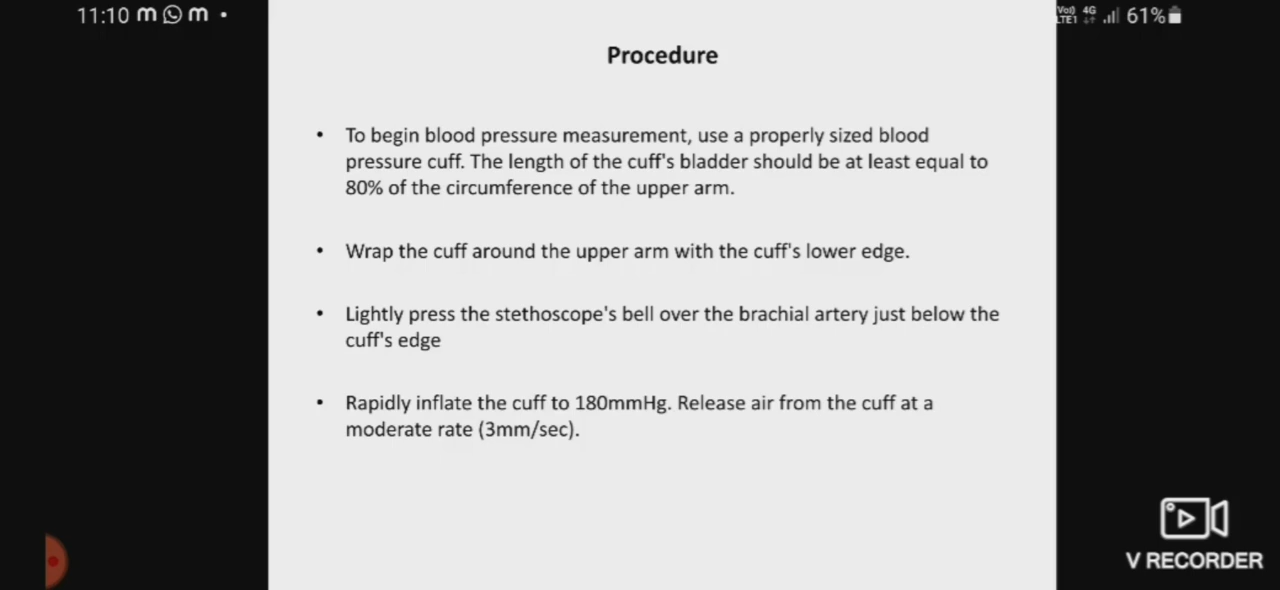 11:10 m m •
Vo) 4G
LTE1 61%
Procedure
• To begin blood pressure measurement, use a properly sized blood
pressure cuff. The length of the cuff's bladder should be at least equal to
80% of the circumference of the upper arm.
• Wrap the cuff around the upper arm with the cuff's lower edge.
• Lightly press the stethoscope's bell over the brachial artery just below the
cuff's edge
• Rapidly inflate the cuff to 180mmHg. Release air from the cuff at a
moderate rate (3mm/sec).
V RECORDER